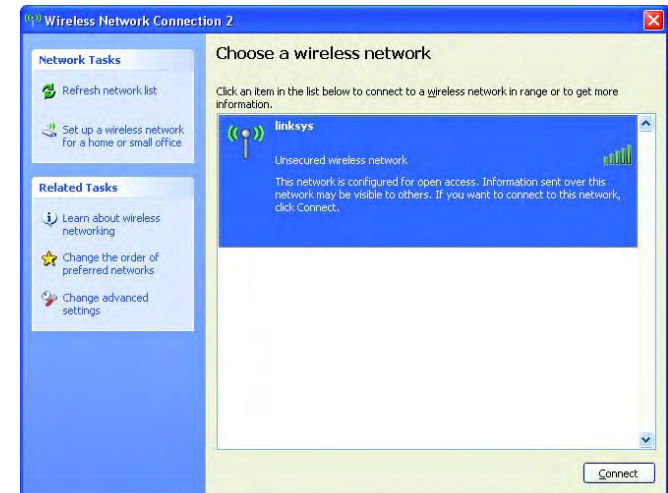 Wireless Network Connection 2
Network Tasks
Refresh network list
Set up a wireless network
for a home or small office
Related Tasks
Learn about wireless
networking
Change the order of
preferred networks
Change advanced
settings
Choose a wireless network
Click an item in the list below to connect to a wireless network in range or to get more
information.
linksys
Unsecured wireless network
This network is configured for open access. Information sent over this
network may be visible to others. If you want to connect to this network,
click Connect.
Connect